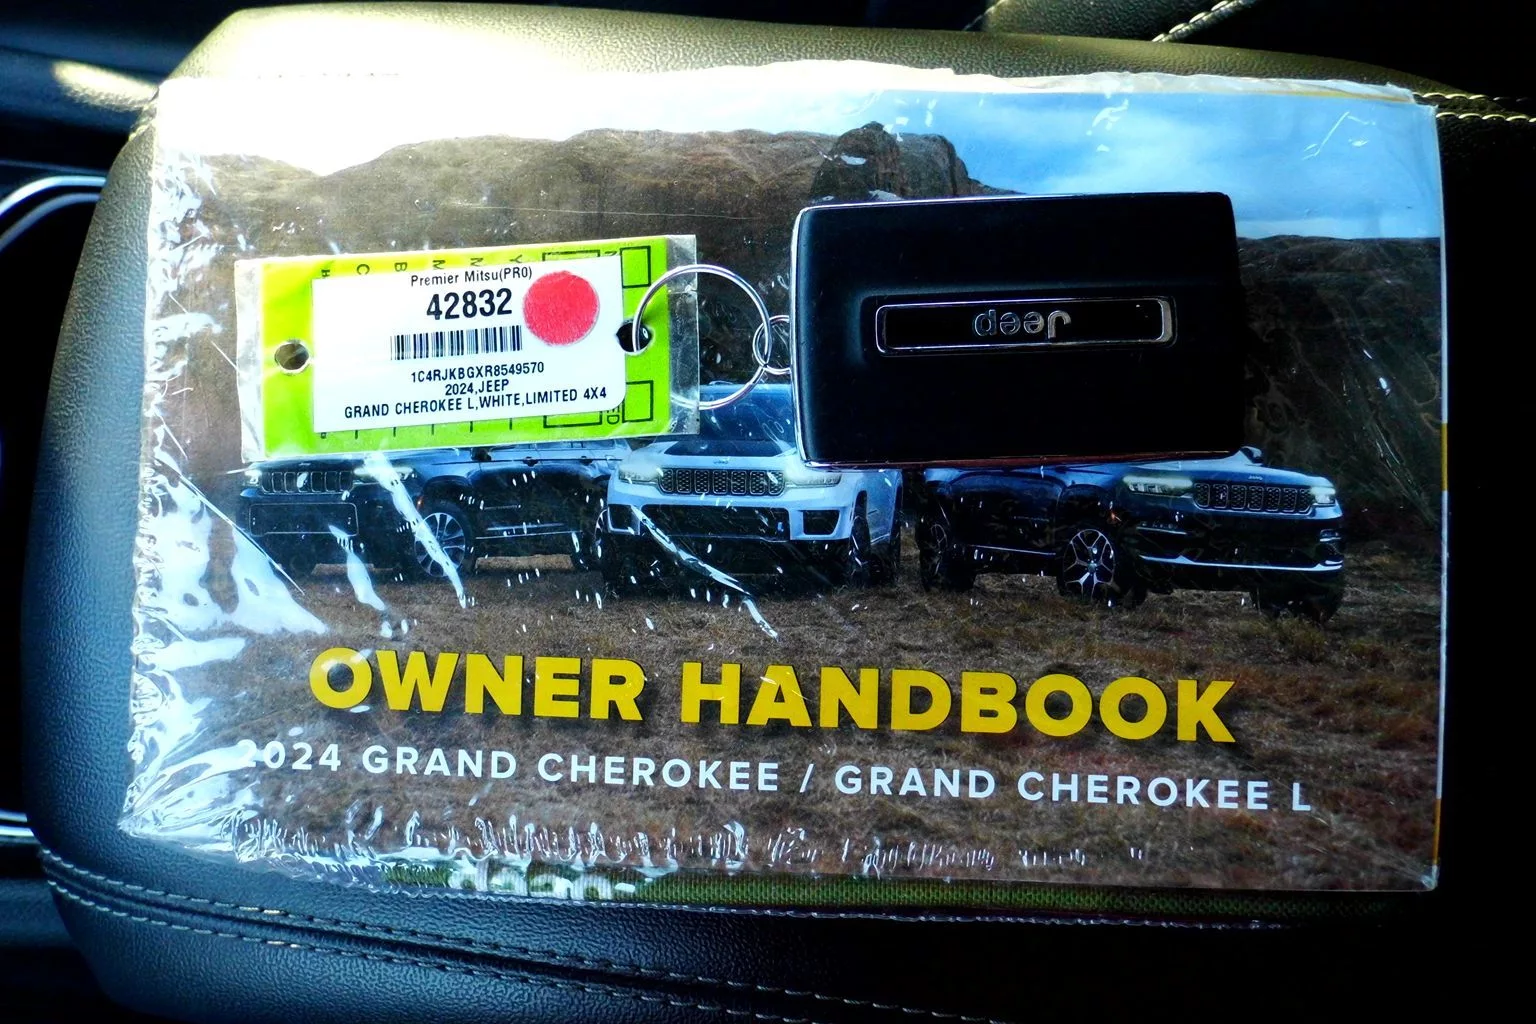 Premier Mitsu(PR0)
42832
1C4RJKBGXR8549570
2024,JEEP
GRAND CHEROKEE L,WHITE,LIMITED 4X4
Jeep
OWNER HANDBOOK
2024 GRAND CHEROKEE / GRAND CHEROKEE L